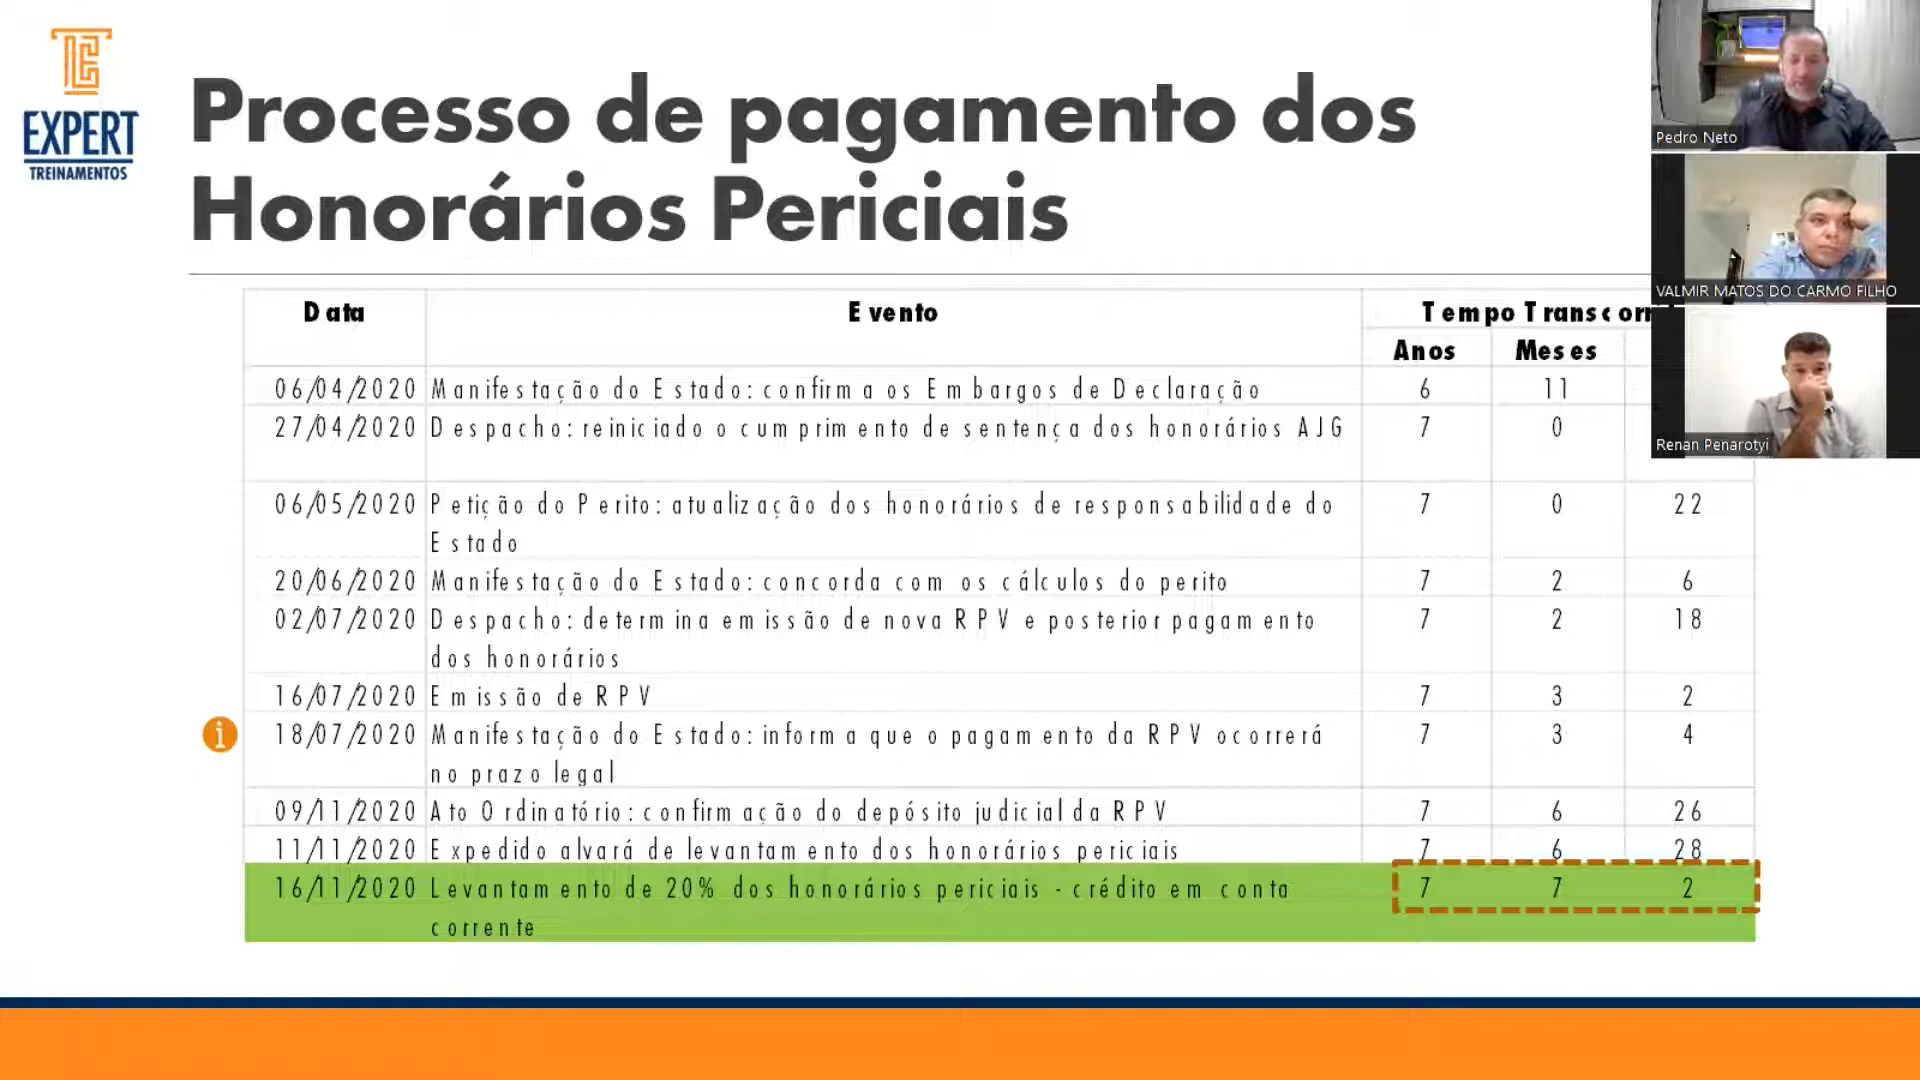 EXPERT
TREINAMENTOS
Processo de pagamento dos
Honorários Periciais
Data Evento Tempo
Anos Meses
06/04/2020 Manifestação do Estado: confirma os Embargos de Declaração 6 11
27/04/2020 Despacho: reiniciado o cumprimento de sentença dos honorários AJG 7 0
06/05/2020 Petição do Perito: atualização dos honorários de responsabilidade do 7 0 22
Estado
20/06/2020 Manifestação do Estado: concorda com os cálculos do perito 7 2 6
02/07/2020 Despacho: determina emissão de nova RPV e posterior pagamento 7 2 18
dos honorários
16/07/2020 Emissão de RPV 7 3 2
i 18/07/2020 Manifestação do Estado: informa que o pagamento da RPV ocorrerá 7 3 4
no prazo legal
09/11/2020 Ato Ordinatório: confirmação do depósito judicial da RPV 7 6 26
11/11/2020 Expedido alvará de levantamento dos honorários periciais 7 6 28
16/11/2020 Levantamento de 20% dos honorários periciais - crédito em conta 7 7 2
corrente
Pedro Neto
VALMIR MATOS DO CARMO FILHO
Renan Penarotyi